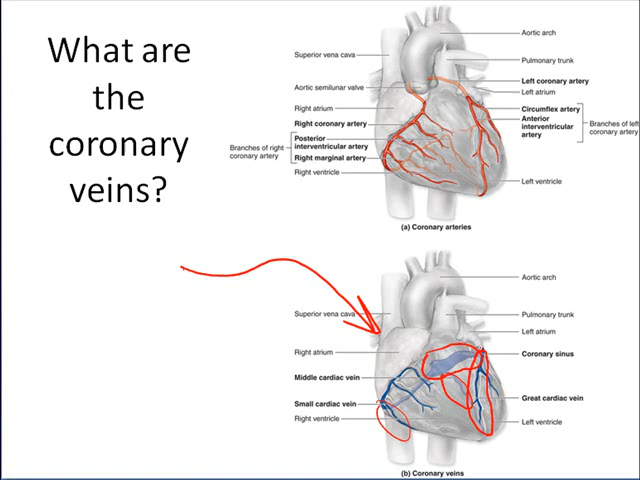 What are
the
coronary
veins?
Aortic arch
Superior vena cava
Pulmonary trunk
Left coronary artery
Aortic semilunar valve
Left atrium
Right atrium
Circumflex artery
Right coronary artery
Anterior
interventricular
artery
Branches of left
coronary artery
Branches of right
coronary artery
Posterior
interventricular artery
Right marginal artery
Right ventricle
Left ventricle
(a) Coronary arteries
Aortic arch
Superior vena cava
Pulmonary trunk
Left atrium
Right atrium
Coronary sinus
Middle cardiac vein
Great cardiac vein
Small cardiac vein
Right ventricle
Left ventricle
(b) Coronary veins